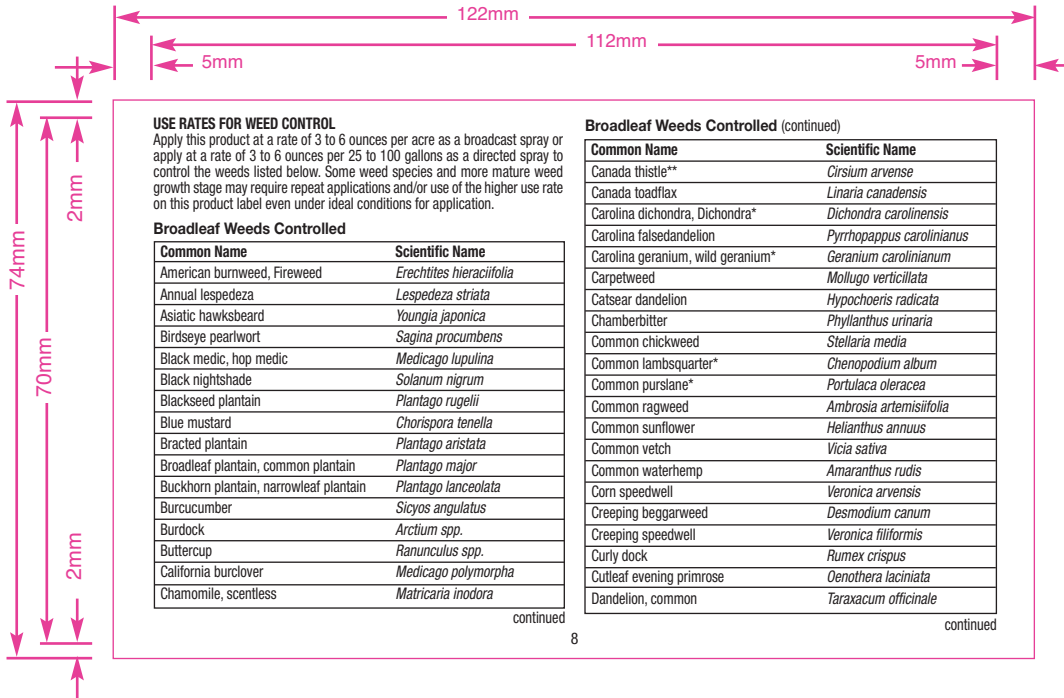 122mm
112mm
5mm
5mm
2mm
74mm
70mm
2mm
USE RATES FOR WEED CONTROL
Apply this product at a rate of 3 to 6 ounces per acre as a broadcast spray or
apply at a rate of 3 to 6 ounces per 25 to 100 gallons as a directed spray to
control the weeds listed below. Some weed species and more mature weed
growth stage may require repeat applications and/or use of the higher use rate
on this product label even under ideal conditions for application.
Broadleaf Weeds Controlled
Common Name Scientific Name
American burnweed, Fireweed Erechtites hieraciifolia
Annual lespedeza Lespedeza striata
Asiatic hawksbeard Youngia japonica
Birdseye pearlwort Sagina procumbens
Black medic, hop medic Medicago lupulina
Black nightshade Solanum nigrum
Blackseed plantain Plantago rugelii
Blue mustard Chorispora tenella
Bracted plantain Plantago aristata
Broadleaf plantain, common plantain Plantago major
Buckhorn plantain, narrowleaf plantain Plantago lanceolata
Burcucumber Sicyos angulatus
Burdock Arctium spp.
Buttercup Ranunculus spp.
California burclover Medicago polymorpha
Chamomile, scentless Matricaria inodora
continued
Broadleaf Weeds Controlled (continued)
Common Name Scientific Name
Canada thistle** Cirsium arvense
Canada toadflax Linaria canadensis
Carolina dichondra, Dichondra* Dichondra carolinensis
Carolina falsedandelion Pyrrhopappus carolinianus
Carolina geranium, wild geranium* Geranium carolinianum
Carpetweed Mollugo verticillata
Catsear dandelion Hypochoeris radicata
Chamberbitter Phyllanthus urinaria
Common chickweed Stellaria media
Common lambsquarter* Chenopodium album
Common purslane* Portulaca oleracea
Common ragweed Ambrosia artemisiifolia
Common sunflower Helianthus annuus
Common vetch Vicia sativa
Common waterhemp Amaranthus rudis
Corn speedwell Veronica arvensis
Creeping beggarweed Desmodium canum
Creeping speedwell Veronica filiformis
Curly dock Rumex crispus
Cutleaf evening primrose Oenothera laciniata
Dandelion, common Taraxacum officinale
continued
8